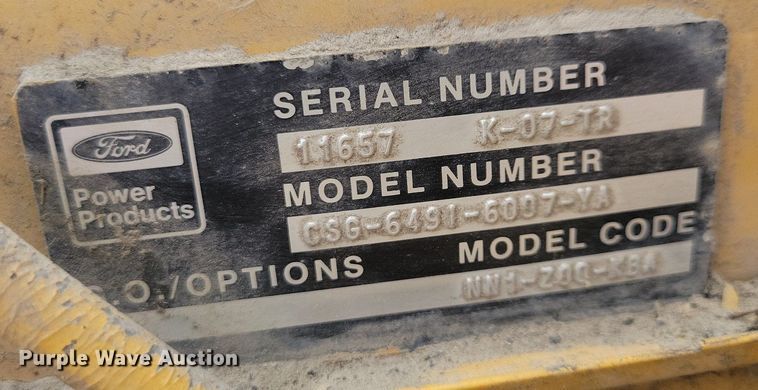 SERIAL NUMBER
11657 K-07-TR
Ford
Power
Products
MODEL NUMBER
CSG-649I-6007-YA
.O./OPTIONS
MODEL CODE
Purple Wave Auction